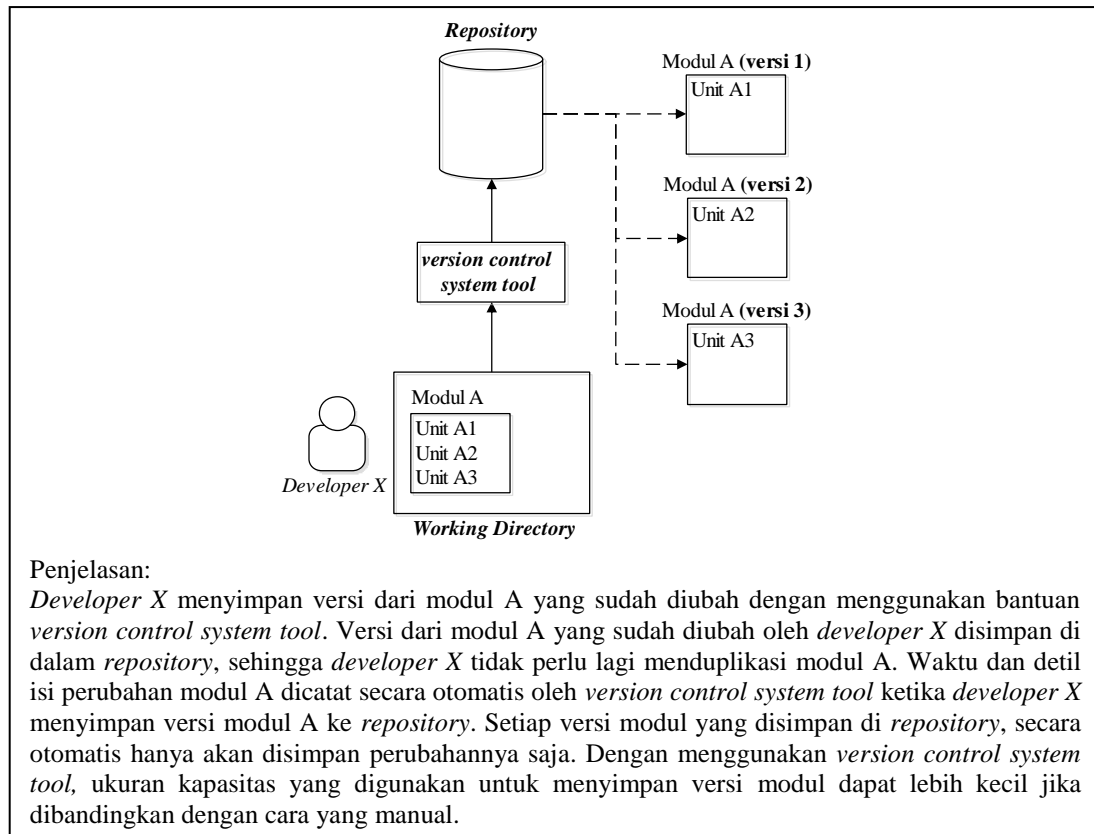 Repository
Modul A (versi 1)
Unit A1
Modul A (versi 2)
Unit A2
version control
system tool
Modul A (versi 3)
Unit A3
Modul A
Unit A1
Unit A2
Unit A3
Developer X
Working Directory
Penjelasan:
Developer X menyimpan versi dari modul A yang sudah diubah dengan menggunakan bantuan
version control system tool. Versi dari modul A yang sudah diubah oleh developer X disimpan di
dalam repository, sehingga developer X tidak perlu lagi menduplikasi modul A. Waktu dan detil
isi perubahan modul A dicatat secara otomatis oleh version control system tool ketika developer X
menyimpan versi modul A ke repository. Setiap versi modul yang disimpan di repository, secara
otomatis hanya akan disimpan perubahannya saja. Dengan menggunakan version control system
tool, ukuran kapasitas yang digunakan untuk menyimpan versi modul dapat lebih kecil jika
dibandingkan dengan cara yang manual.